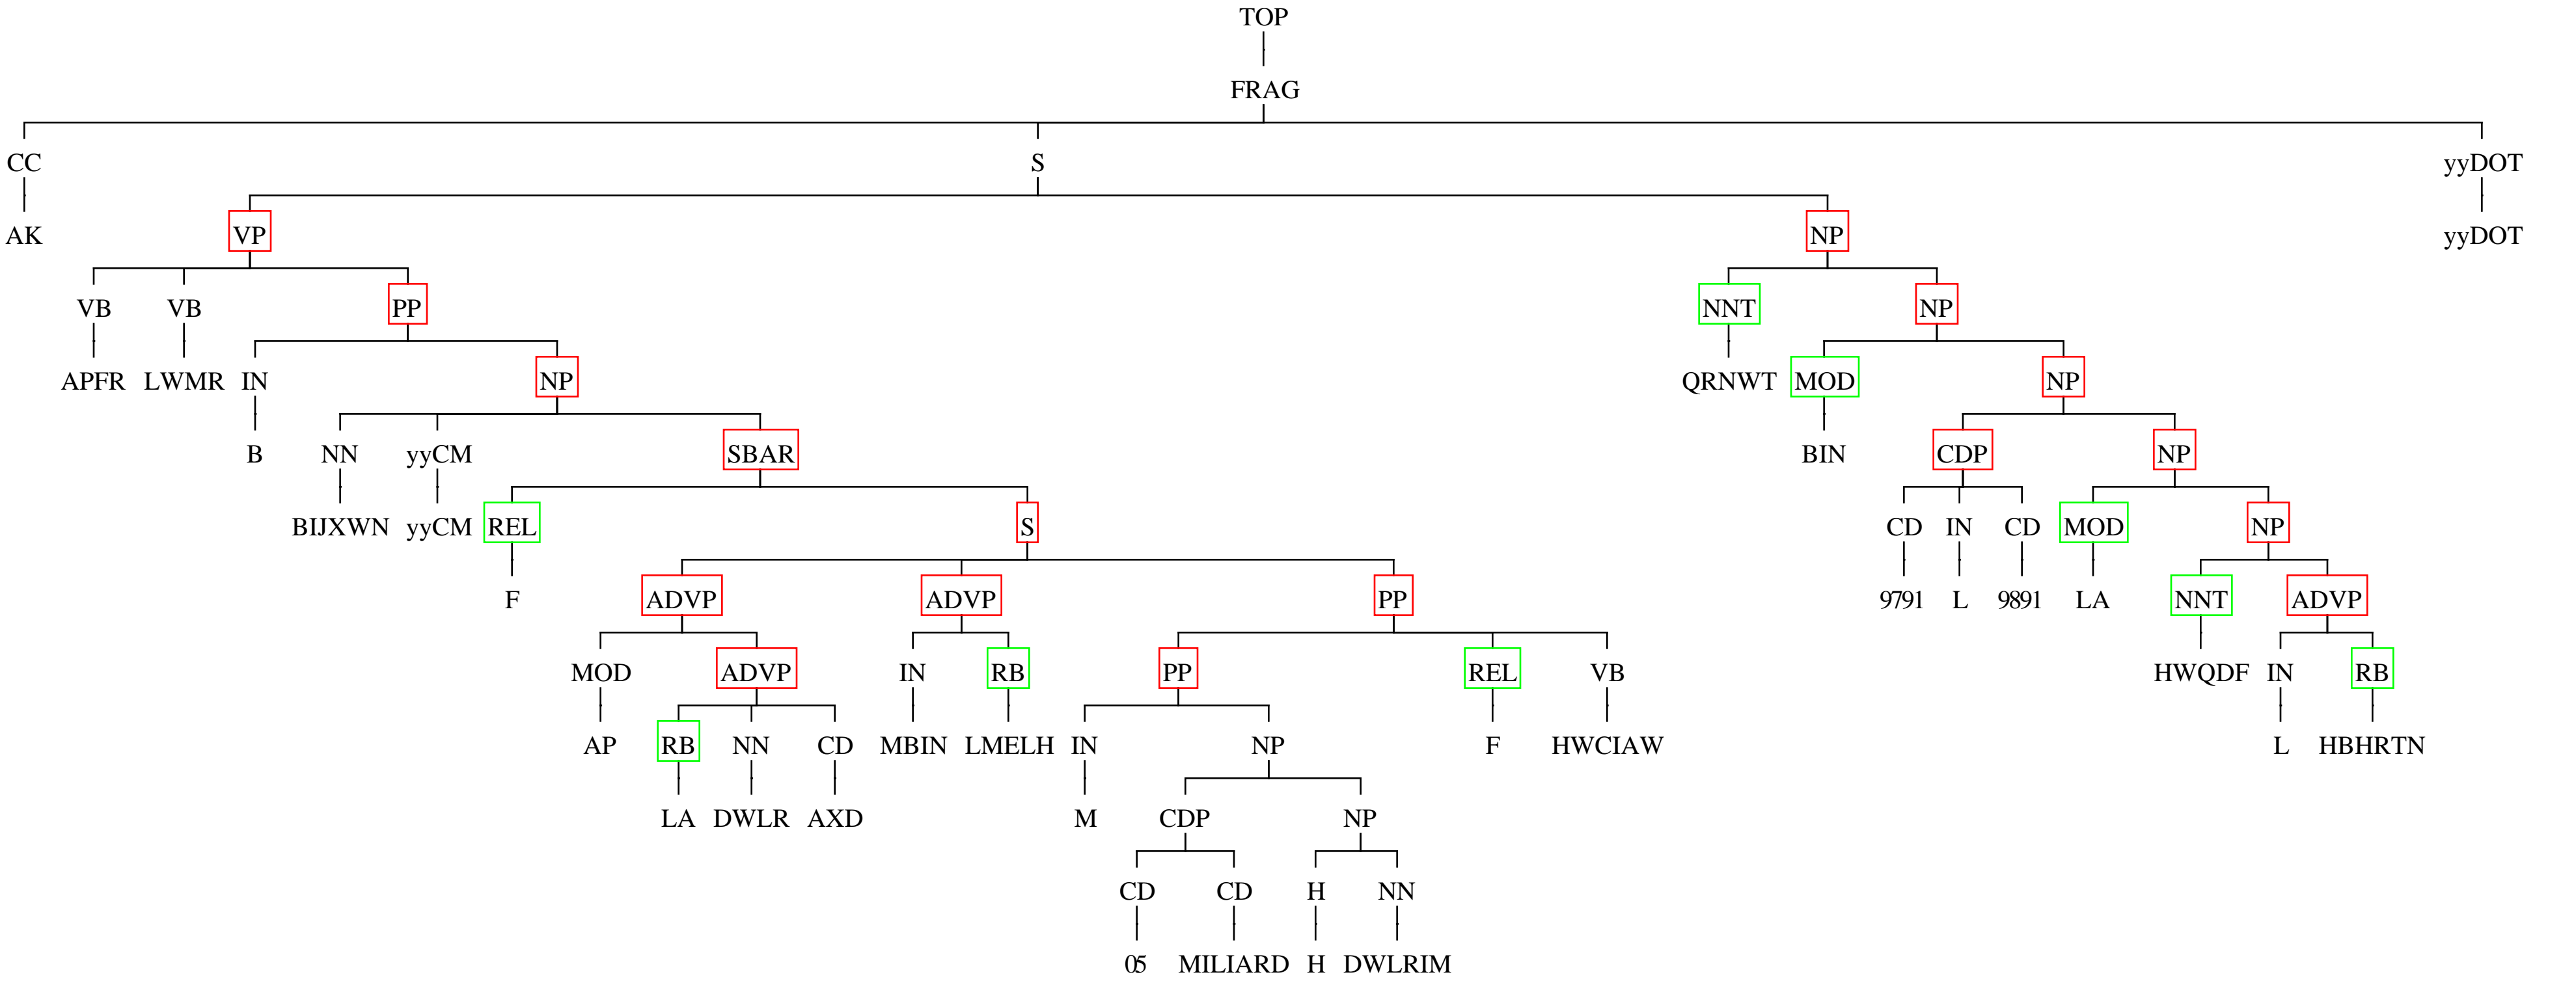 TOP
FRAG
CC S yyDOT
AK VP NP yyDOT
VB VB PP NNT NP
APFR LWMR IN NP QRNWT MOD NP
B NN yyCM SBAR BIN CDP NP
BIJXWN yyCM REL S CD IN CD MOD NP
F ADVP ADVP PP 9791 L 9891 LA NNT ADVP
MOD ADVP IN RB PP REL VB HWQDF IN RB
AP RB NN CD MBIN LMELH IN NP F HWCIAW L HBHRTN
LA DWLR AXD M CDP NP
CD CD H NN
05 MILIARD H DWLRIM